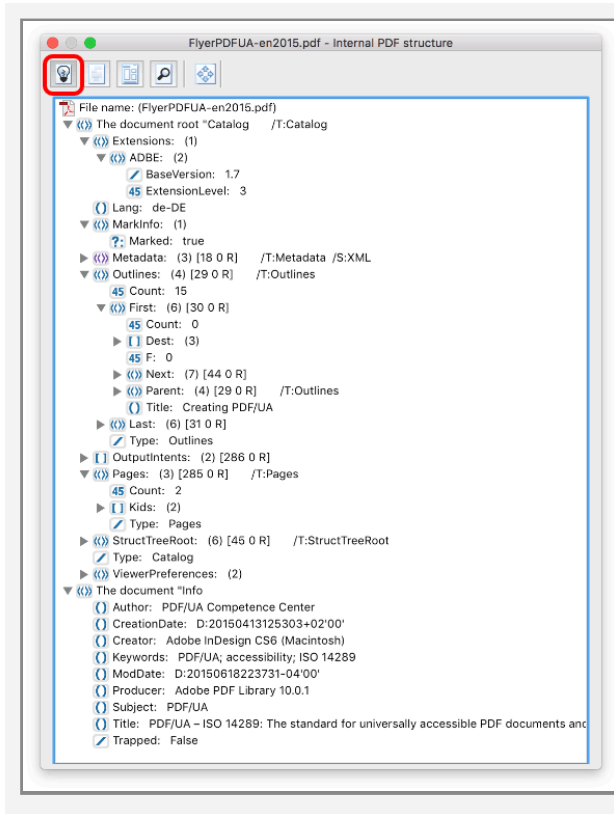 FlyerPDFUA-en2015.pdf - Internal PDF structure
File name: (FlyerPDFUA-en2015.pdf)
The document root "Catalog /T:Catalog
Extensions: (1)
ADBE: (2)
BaseVersion: 1.7
45 ExtensionLevel: 3
() Lang: de-DE
MarkInfo: (1)
?: Marked: true
Metadata: (3) [18 0 R] /T:Metadata /S:XML
Outlines: (4) [29 0 R] /T:Outlines
45 Count: 15
First: (6) [30 0 R]
45 Count: 0
[] Dest: (3)
45 F: 0
Next: (7) [44 0 R]
Parent: (4) [29 0 R] /T:Outlines
() Title: Creating PDF/UA
Last: (6) [31 0 R]
Type: Outlines
[] OutputIntents: (2) [286 0 R]
Pages: (3) [285 0 R] /T:Pages
45 Count: 2
[] Kids: (2)
Type: Pages
StructTreeRoot: (6) [45 0 R] /T:StructTreeRoot
Type: Catalog
ViewerPreferences: (2)
The document "Info
() Author: PDF/UA Competence Center
() CreationDate: D:20150413125303+02'00'
() Creator: Adobe InDesign CS6 (Macintosh)
() Keywords: PDF/UA; accessibility; ISO 14289
() ModDate: D:20150618223731-04'00'
() Producer: Adobe PDF Library 10.0.1
() Subject: PDF/UA
() Title: PDF/UA – ISO 14289: The standard for universally accessible PDF documents and
Trapped: False